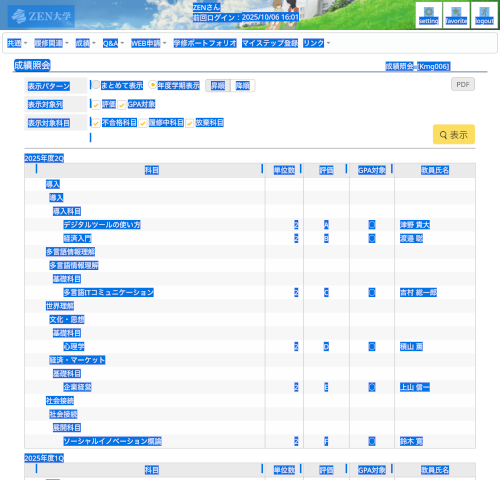 ZEN大学
ZENさん
前回ログイン：2025/10/06 16:01
setting favorite logout
共通 履修関連 成績 Q&A WEB申請 学修ポートフォリオ マイステップ登録 リンク
成績照会
成績照会 [Kmg006]
表示パターン まとめて表示 年度学期表示 昇順 降順
PDF
表示対象列 評価 GPA対象
表示対象科目 不合格科目 履修中科目 放棄科目
表示
2025年度2Q
科目 単位数 評価 GPA対象 教員氏名
導入
導入
導入科目
デジタルツールの使い方 2 A ○ 津野 貴大
経済入門 2 B ○ 渡邉 聡
多言語情報理解
多言語情報理解
基礎科目
多言語ITコミュニケーション 2 C ○ 吉村 総一郎
世界理解
文化・思想
基礎科目
心理学 2 D ○ 横山 薫
経済・マーケット
基礎科目
企業経営 2 E ○ 上山 信一
社会接続
社会接続
展開科目
ソーシャルイノベーション概論 2 F ○ 鈴木 寛
2025年度1Q
科目 単位数 評価 GPA対象 教員氏名